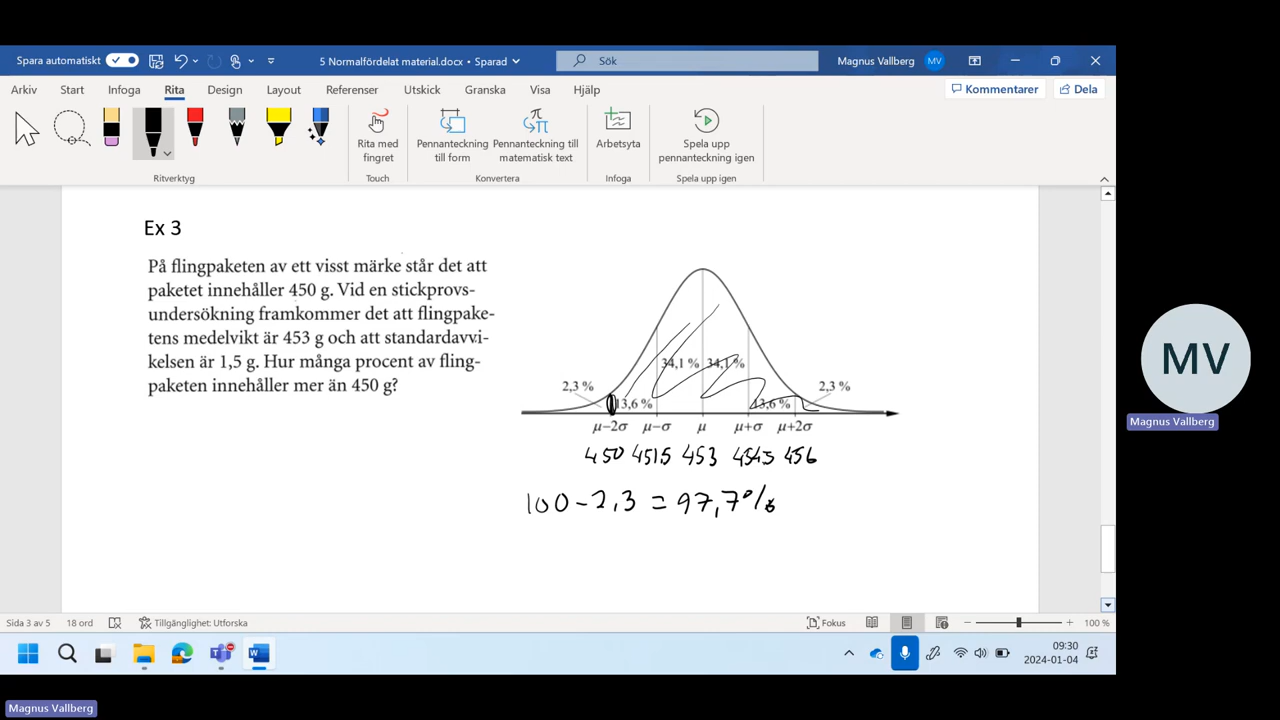 Spara automatiskt
5 Normalfördelat material.docx • Sparad
Sök
Magnus Vallberg
MV
Arkiv
Start
Infoga
Rita
Design
Layout
Referenser
Utskick
Granska
Visa
Hjälp
Kommentarer
Dela
Rita med
fingret
Pennanteckning
till form
Pennanteckning till
matematisk text
Arbetsyta
Spela upp
pennanteckning igen
Ritverktyg
Touch
Konvertera
Infoga
Spela upp igen
Ex 3
På flingpaketen av ett visst märke står det att
paketet innehåller 450 g. Vid en stickprovs-
undersökning framkommer det att flingpake-
tens medelvikt är 453 g och att standardavvi-
kelsen är 1,5 g. Hur många procent av fling-
paketen innehåller mer än 450 g?
34,1 %
34,1 %
2,3 %
2,3 %
13,6 %
13,6 %
μ−2σ
μ−σ
μ
μ+σ
μ+2σ
450 451,5 453 454,5 456
100 − 2,3 = 97,7 %
MV
Magnus Vallberg
Sida 3 av 5
18 ord
Tillgänglighet: Utforska
Fokus
100 %
09:30
2024-01-04
Magnus Vallberg